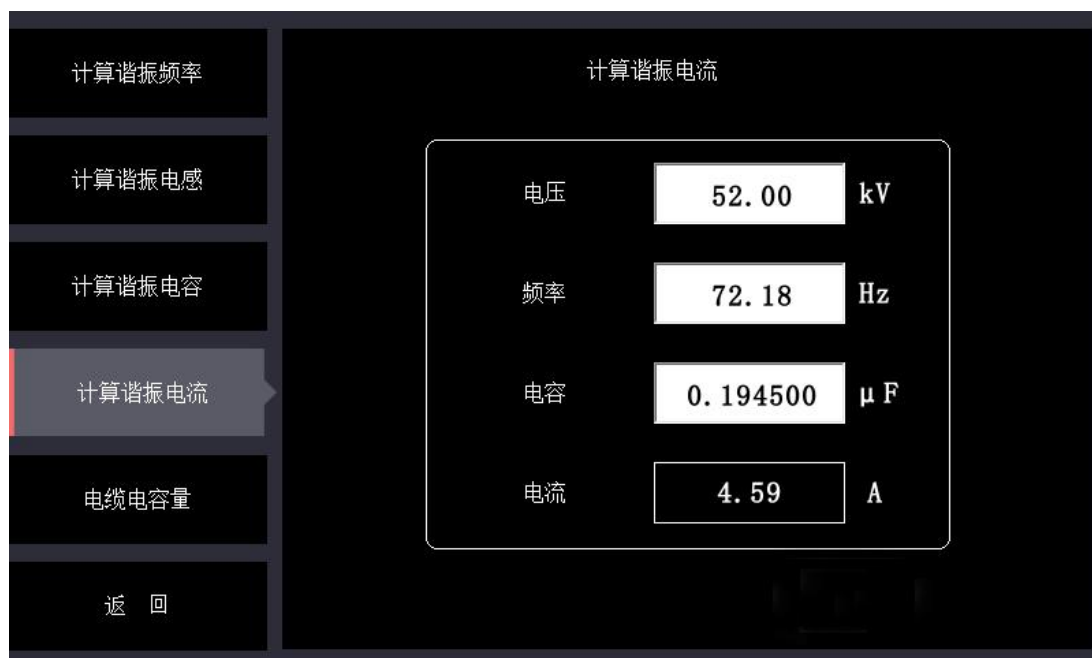 计算谐振频率
计算谐振电感
计算谐振电容
计算谐振电流
电缆电容量
返 回
计算谐振电流
电压 52.00 kV
频率 72.18 Hz
电容 0.194500 μF
电流 4.59 A